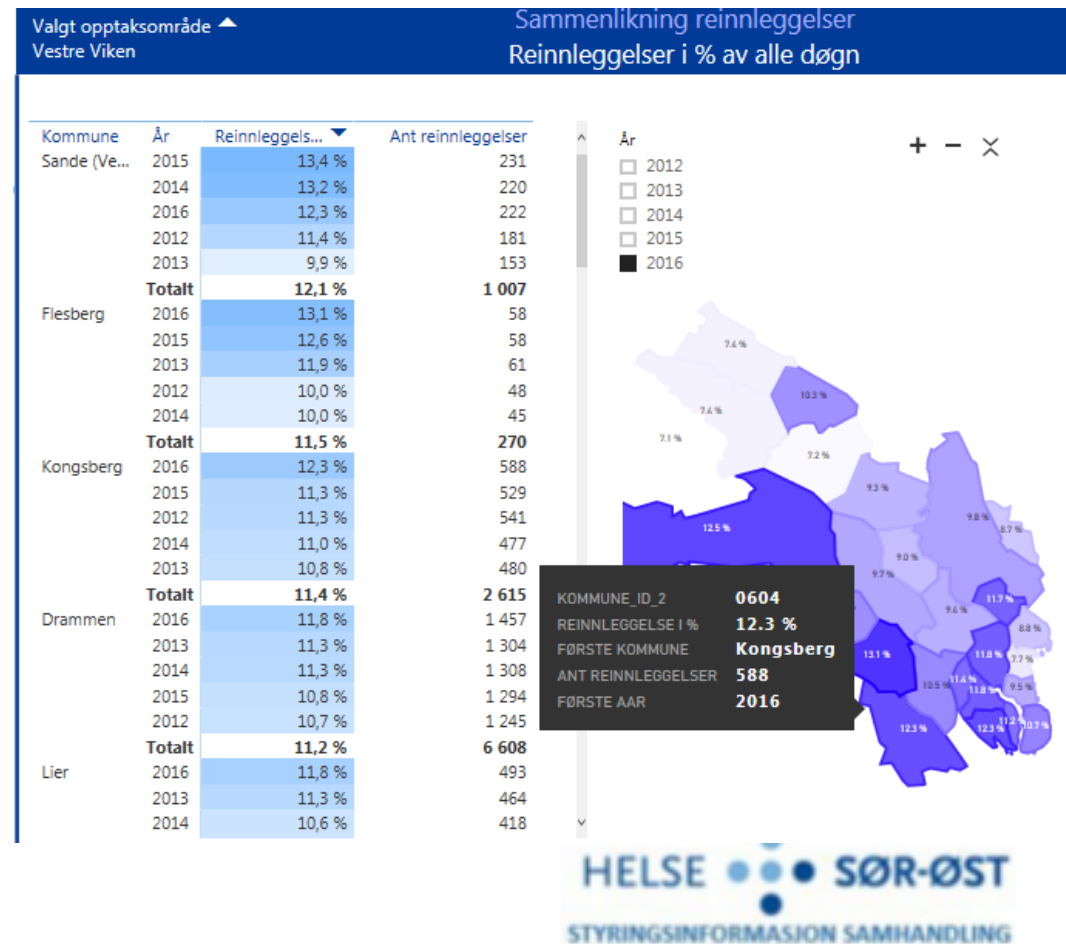 Valgt opptaksområde
Vestre Viken
Sammenlikning reinnleggelser
Reinnleggelser i % av alle døgn
Kommune År Reinnleggels... Ant reinnleggelser
Sande (Ve... 2015 13,4 % 231
2014 13,2 % 220
2016 12,3 % 222
2012 11,4 % 181
2013 9,9 % 153
Totalt 12,1 % 1 007
Flesberg 2016 13,1 % 58
2015 12,6 % 58
2013 11,9 % 61
2012 10,0 % 48
2014 10,0 % 45
Totalt 11,5 % 270
Kongsberg 2016 12,3 % 588
2015 11,3 % 529
2012 11,3 % 541
2014 11,0 % 477
2013 10,8 % 480
Totalt 11,4 % 2 615
Drammen 2016 11,8 % 1 457
2013 11,3 % 1 304
2014 11,3 % 1 308
2015 10,8 % 1 294
2012 10,7 % 1 245
Totalt 11,2 % 6 608
Lier 2016 11,8 % 493
2013 11,3 % 464
2014 10,6 % 418
År
2012
2013
2014
2015
2016
7.4 %
10.3 %
7.4 %
7.1 %
7.2 %
9.3 %
12.5 %
9.8 %
8.7 %
9.0 %
9.7 %
11.7 %
9.4 %
8.8 %
13.1 %
11.8 %
7.7 %
11.4 %
10.5 %
11.8 %
9.5 %
12.3 %
12.3 %
11.2 %
10.7 %
KOMMUNE_ID_2 0604
REINNLEGGELSE I % 12.3 %
FØRSTE KOMMUNE Kongsberg
ANT REINNLEGGELSER 588
FØRSTE AAR 2016
HELSE SØR-ØST
STYRINGSINFORMASJON SAMHANDLING